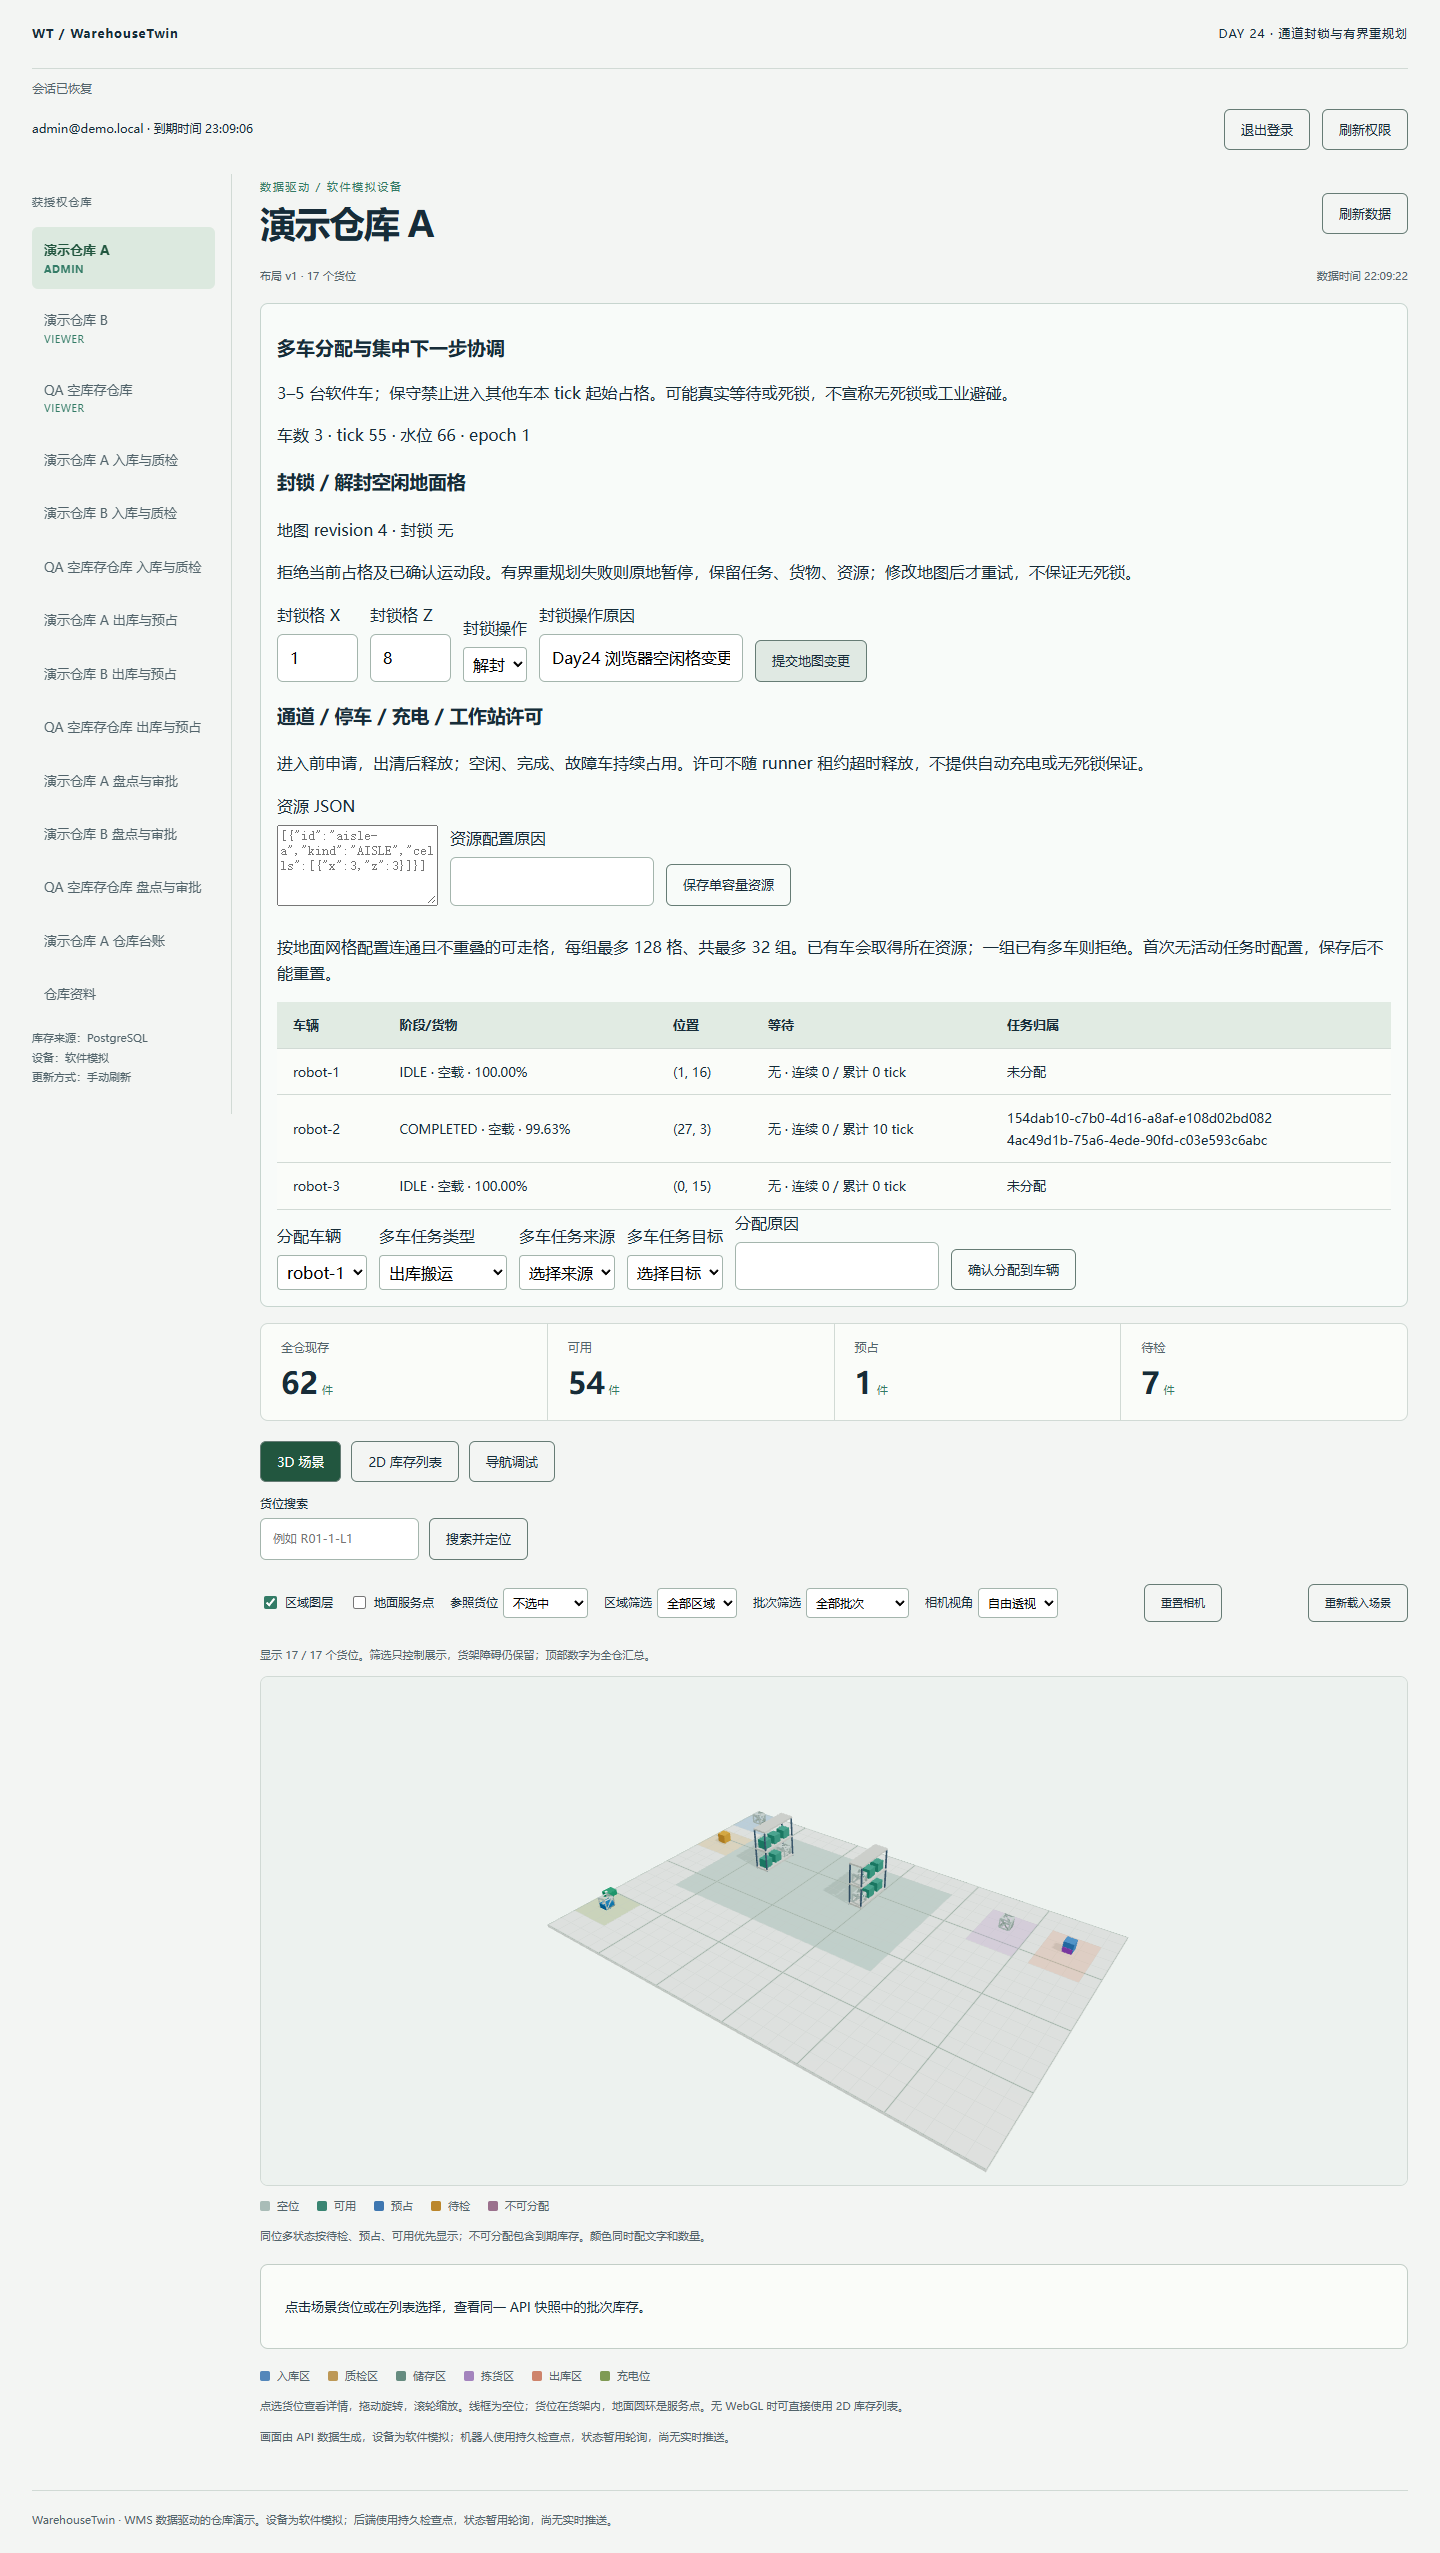 WT / WarehouseTwin
DAY 24 · 通道封锁与有界重规划
会话已恢复
admin@demo.local · 到期时间 23:09:06
退出登录
刷新权限
获授权仓库
演示仓库 A
ADMIN
演示仓库 B
VIEWER
QA 空库存仓库
VIEWER
演示仓库 A 入库与质检
演示仓库 B 入库与质检
QA 空库存仓库 入库与质检
演示仓库 A 出库与预占
演示仓库 B 出库与预占
QA 空库存仓库 出库与预占
演示仓库 A 盘点与审批
演示仓库 B 盘点与审批
QA 空库存仓库 盘点与审批
演示仓库 A 仓库台账
仓库资料
库存来源：PostgreSQL
设备：软件模拟
更新方式：手动刷新
数据驱动 / 软件模拟设备
演示仓库 A
刷新数据
布局 v1 · 17 个货位
数据时间 22:09:22
多车分配与集中下一步协调
3–5 台软件车；保守禁止进入其他车本 tick 起始占格。可能真实等待或死锁，不宣称无死锁或工业避碰。
车数 3 · tick 55 · 水位 66 · epoch 1
封锁 / 解封空闲地面格
地图 revision 4 · 封锁 无
拒绝当前占格及已确认运动段。有界重规划失败则原地暂停，保留任务、货物、资源；修改地图后才重试，不保证无死锁。
封锁格 X
封锁格 Z
封锁操作
封锁操作原因
1
8
解封
Day24 浏览器空闲格变更
提交地图变更
通道 / 停车 / 充电 / 工作站许可
进入前申请，出清后释放；空闲、完成、故障车持续占用。许可不随 runner 租约超时释放，不提供自动充电或无死锁保证。
资源 JSON
[{"id":"aisle-
a","kind":"AISLE","cel
ls":[{"x":3,"z":3}]}]
资源配置原因
保存单容量资源
按地面网格配置连通且不重叠的可走格，每组最多 128 格、共最多 32 组。已有车会取得所在资源；一组已有多车则拒绝。首次无活动任务时配置，保存后不
能重置。
车辆 阶段/货物 位置 等待 任务归属
robot-1 IDLE · 空载 · 100.00% (1, 16) 无 · 连续 0 / 累计 0 tick 未分配
robot-2 COMPLETED · 空载 · 99.63% (27, 3) 无 · 连续 0 / 累计 10 tick 154dab10-c7b0-4d16-a8af-e108d02bd082
4ac49d1b-75a6-4ede-90fd-c03e593c6abc
robot-3 IDLE · 空载 · 100.00% (0, 15) 无 · 连续 0 / 累计 0 tick 未分配
分配车辆
多车任务类型
多车任务来源
多车任务目标
分配原因
robot-1
出库搬运
选择来源
选择目标
确认分配到车辆
全仓现存
62 件
可用
54 件
预占
1 件
待检
7 件
3D 场景
2D 库存列表
导航调试
货位搜索
例如 R01-1-L1
搜索并定位
区域图层
地面服务点
参照货位 不选中
区域筛选 全部区域
批次筛选 全部批次
相机视角 自由透视
重置相机
重新载入场景
显示 17 / 17 个货位。筛选只控制展示，货架障碍仍保留；顶部数字为全仓汇总。
空位 可用 预占 待检 不可分配
同位多状态按待检、预占、可用优先显示；不可分配包含到期库存。颜色同时配文字和数量。
点击场景货位或在列表选择，查看同一 API 快照中的批次库存。
入库区 质检区 储存区 拣货区 出库区 充电位
点选货位查看详情，拖动旋转，滚轮缩放。线框为空位；货位在货架内，地面圆环是服务点。无 WebGL 时可直接使用 2D 库存列表。
画面由 API 数据生成，设备为软件模拟；机器人使用持久检查点，状态暂用轮询，尚无实时推送。
WarehouseTwin · WMS 数据驱动的仓库演示。设备为软件模拟；后端使用持久检查点，状态暂用轮询，尚无实时推送。